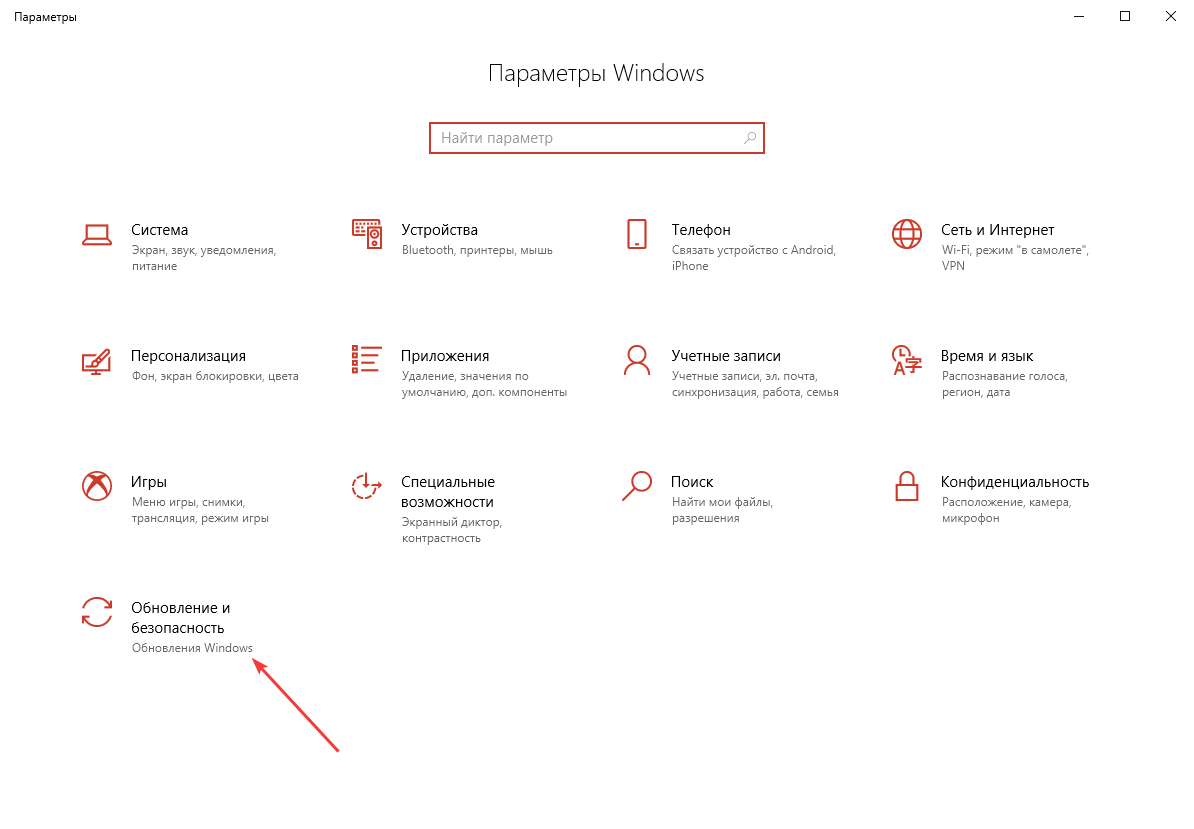 Параметры
Параметры Windows
Найти параметр
Система
Экран, звук, уведомления,
питание
Устройства
Bluetooth, принтеры, мышь
Телефон
Связать устройство с Android,
iPhone
Сеть и Интернет
Wi-Fi, режим "в самолете",
VPN
Персонализация
Фон, экран блокировки, цвета
Приложения
Удаление, значения по
умолчанию, доп. компоненты
Учетные записи
Учетные записи, эл. почта,
синхронизация, работа, семья
Время и язык
Распознавание голоса,
регион, дата
Игры
Меню игры, снимки,
трансляция, режим игры
Специальные
возможности
Экранный диктор,
контрастность
Поиск
Найти мои файлы,
разрешения
Конфиденциальность
Расположение, камера,
микрофон
Обновление и
безопасность
Обновления Windows